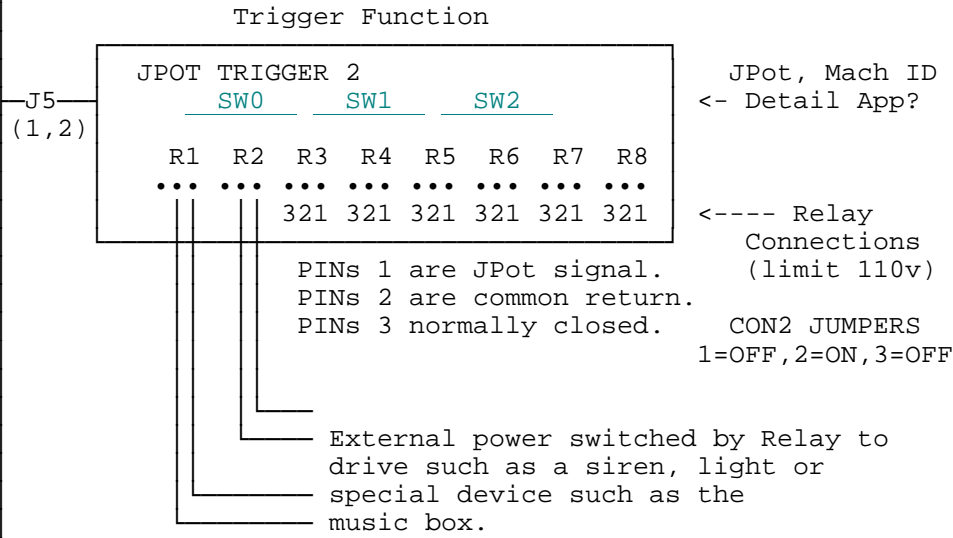 Trigger Function
JPOT TRIGGER 2
JPot, Mach ID
J5
SW0 SW1 SW2
<- Detail App?
(1,2)
R1 R2 R3 R4 R5 R6 R7 R8
••• ••• ••• ••• ••• ••• ••• •••
321 321 321 321 321 321
<---- Relay
Connections
(limit 110v)
PINs 1 are JPot signal.
PINs 2 are common return.
PINs 3 normally closed.
CON2 JUMPERS
1=OFF,2=ON,3=OFF
External power switched by Relay to
drive such as a siren, light or
special device such as the
music box.